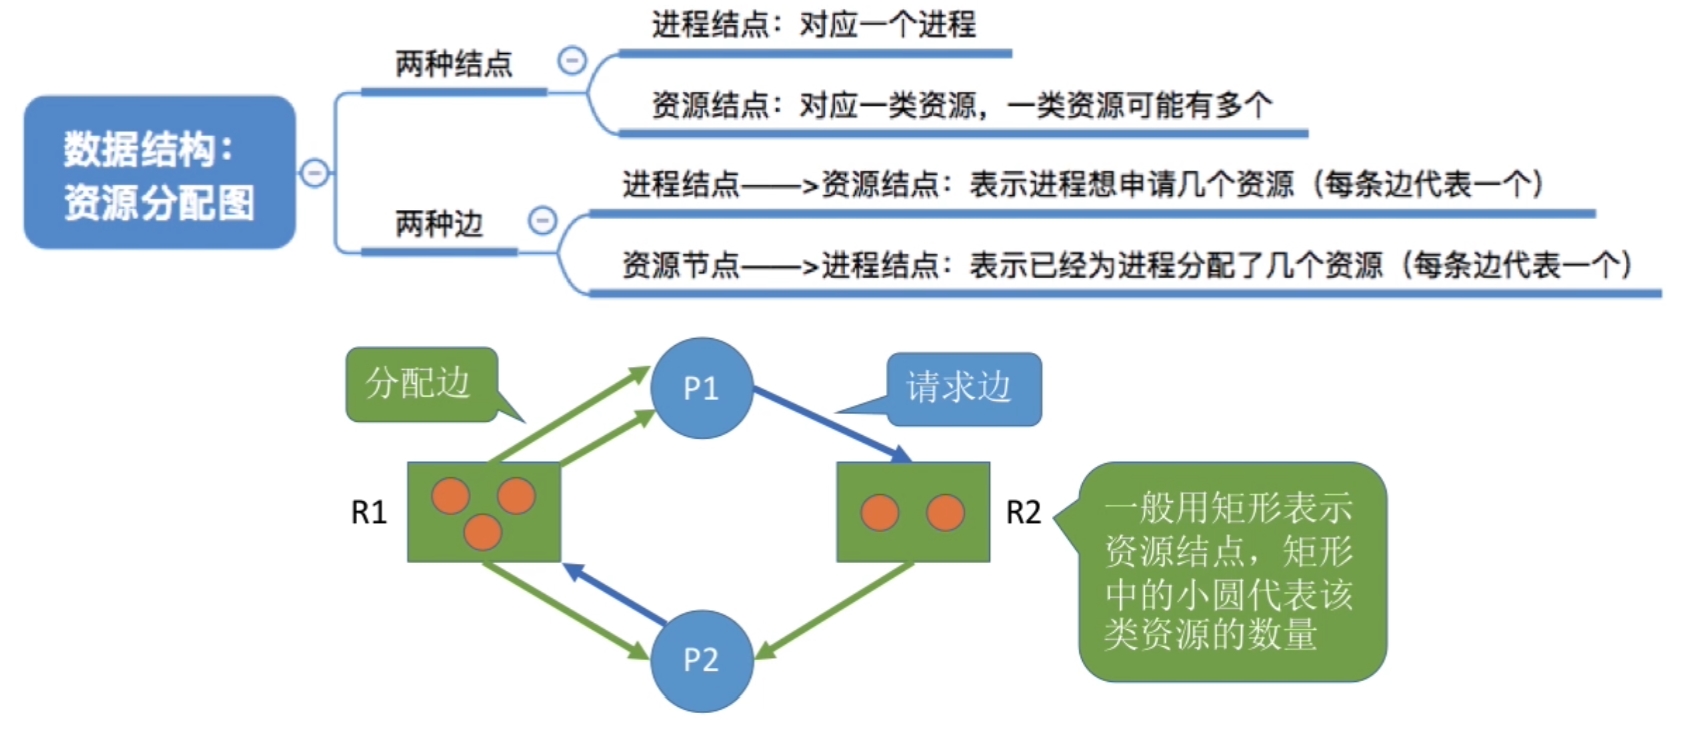 数据结构：
资源分配图
两种结点
进程结点：对应一个进程
资源结点：对应一类资源，一类资源可能有多个
两种边
进程结点——>资源结点：表示进程想申请几个资源（每条边代表一个）
资源节点——>进程结点：表示已经为进程分配了几个资源（每条边代表一个）
分配边
P1
请求边
R1
R2
一般用矩形表示
资源结点，矩形
中的小圆代表该
类资源的数量
P2